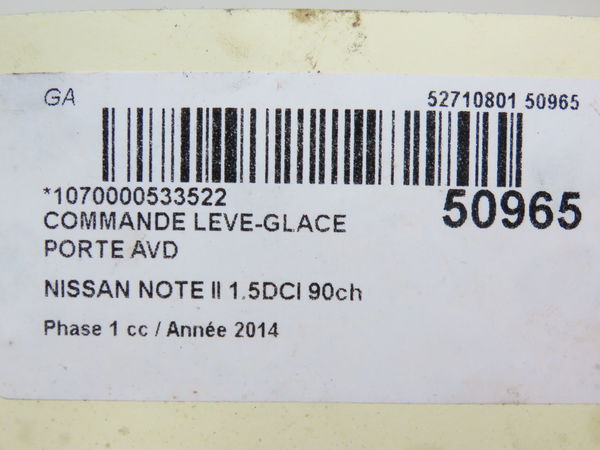 GA
52710801 50965
*1070000533522
50965
COMMANDE LEVE-GLACE
PORTE AVD
NISSAN NOTE II 1.5DCI 90ch
Phase 1 cc / Année 2014